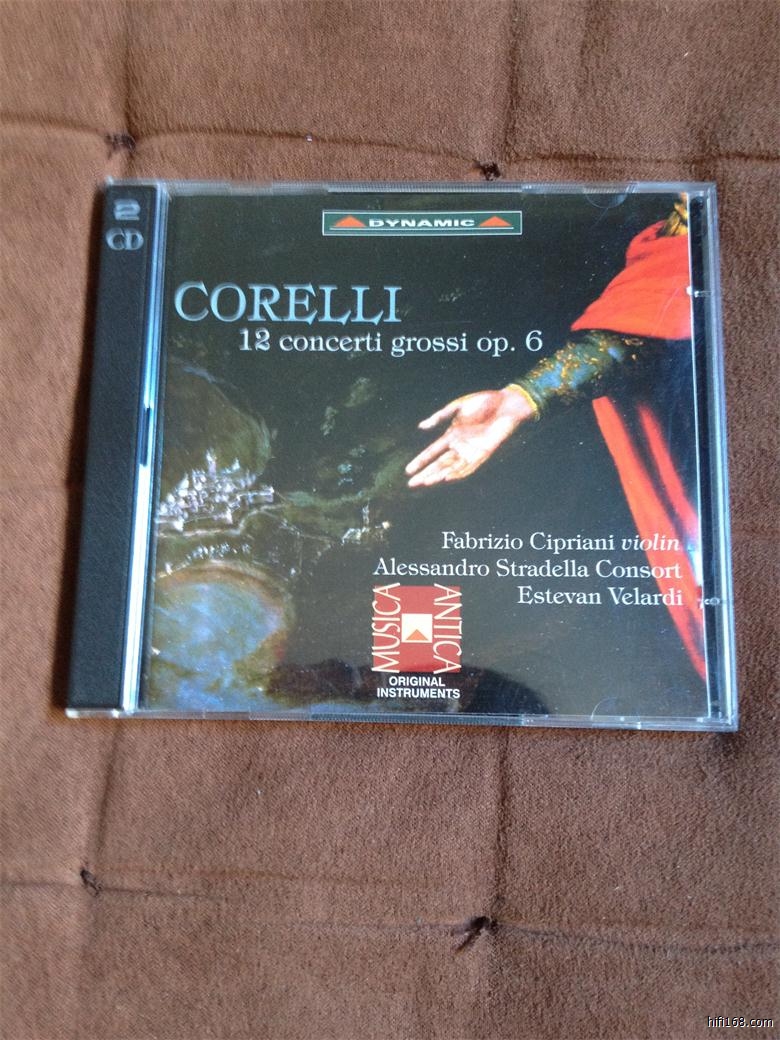 2
CD
DYNAMIC
CORELLI
12 concerti grossi op. 6
Fabrizio Cipriani violin
Alessandro Stradella Consort
Estevan Velardi
MUSICA
ANTICA
ORIGINAL
INSTRUMENTS
hifi168.com